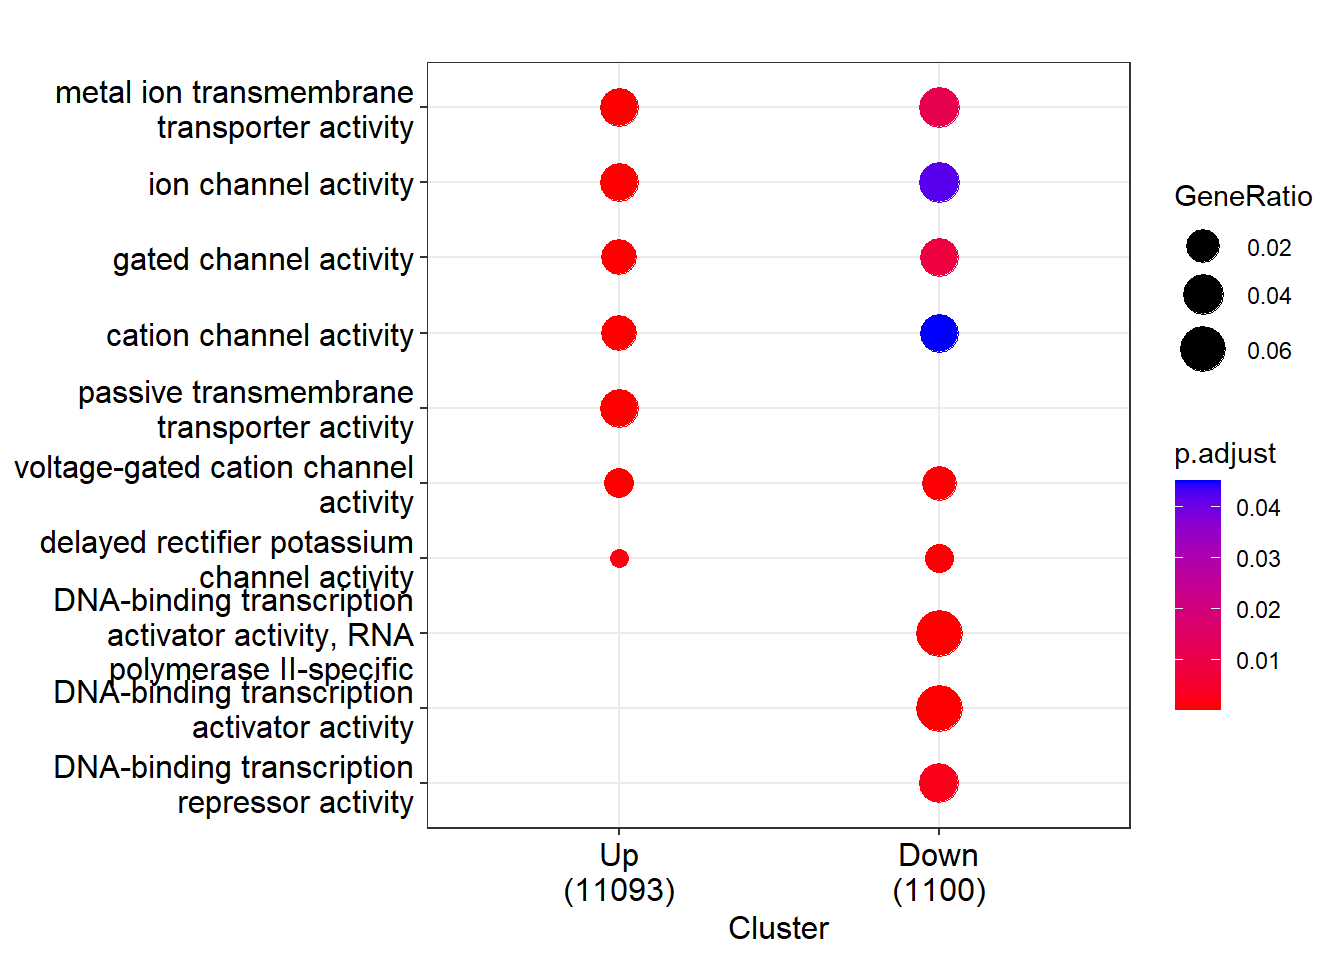 metal ion transmembrane
transporter activity
ion channel activity
gated channel activity
cation channel activity
passive transmembrane
transporter activity
voltage-gated cation channel
activity
delayed rectifier potassium
channel activity
DNA-binding transcription
activator activity, RNA
polymerase II-specific
DNA-binding transcription
activator activity
DNA-binding transcription
repressor activity
Up
(11093)
Down
(1100)
Cluster
GeneRatio
0.02
0.04
0.06
p.adjust
0.04
0.03
0.02
0.01